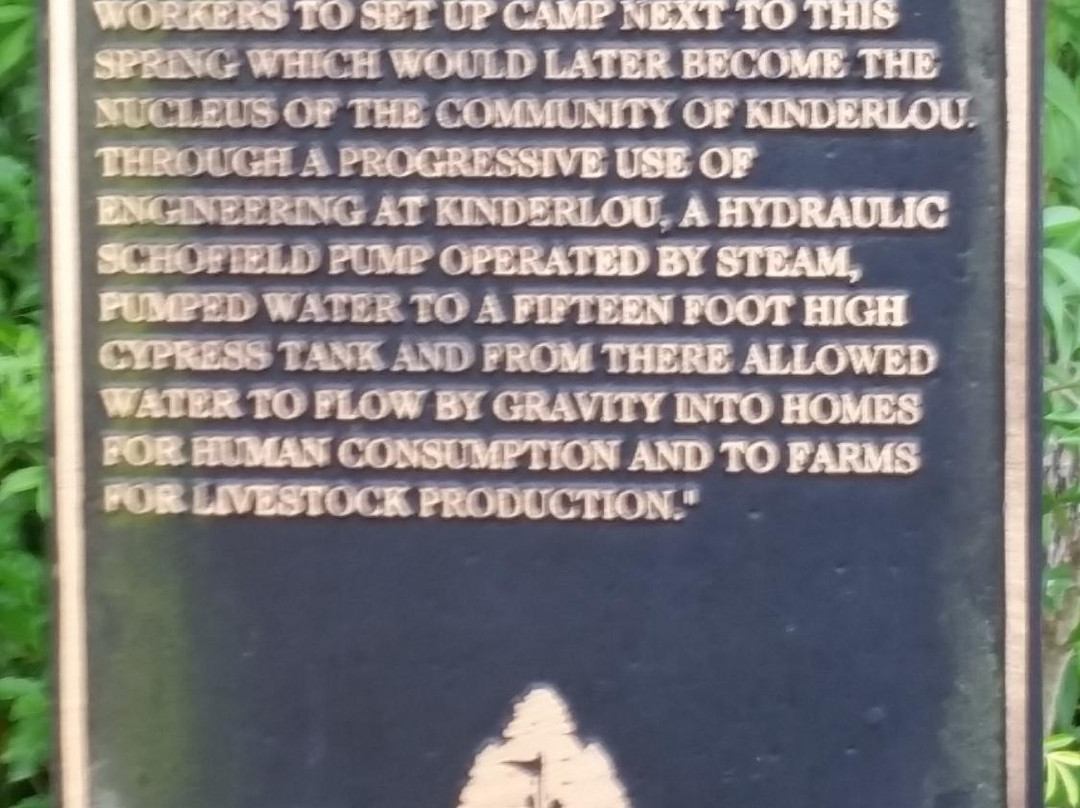 WORKERS TO SET UP CAMP NEXT TO THIS
SPRING WHICH WOULD LATER BECOME THE
NUCLEUS OF THE COMMUNITY OF KINDERLOU.
THROUGH A PROGRESSIVE USE OF
ENGINEERING AT KINDERLOU, A HYDRAULIC
SCHOFIELD PUMP OPERATED BY STEAM,
PUMPED WATER TO A FIFTEEN FOOT HIGH
CYPRESS TANK AND FROM THERE ALLOWED
WATER TO FLOW BY GRAVITY INTO HOMES
FOR HUMAN CONSUMPTION AND TO FARMS
FOR LIVESTOCK PRODUCTION."